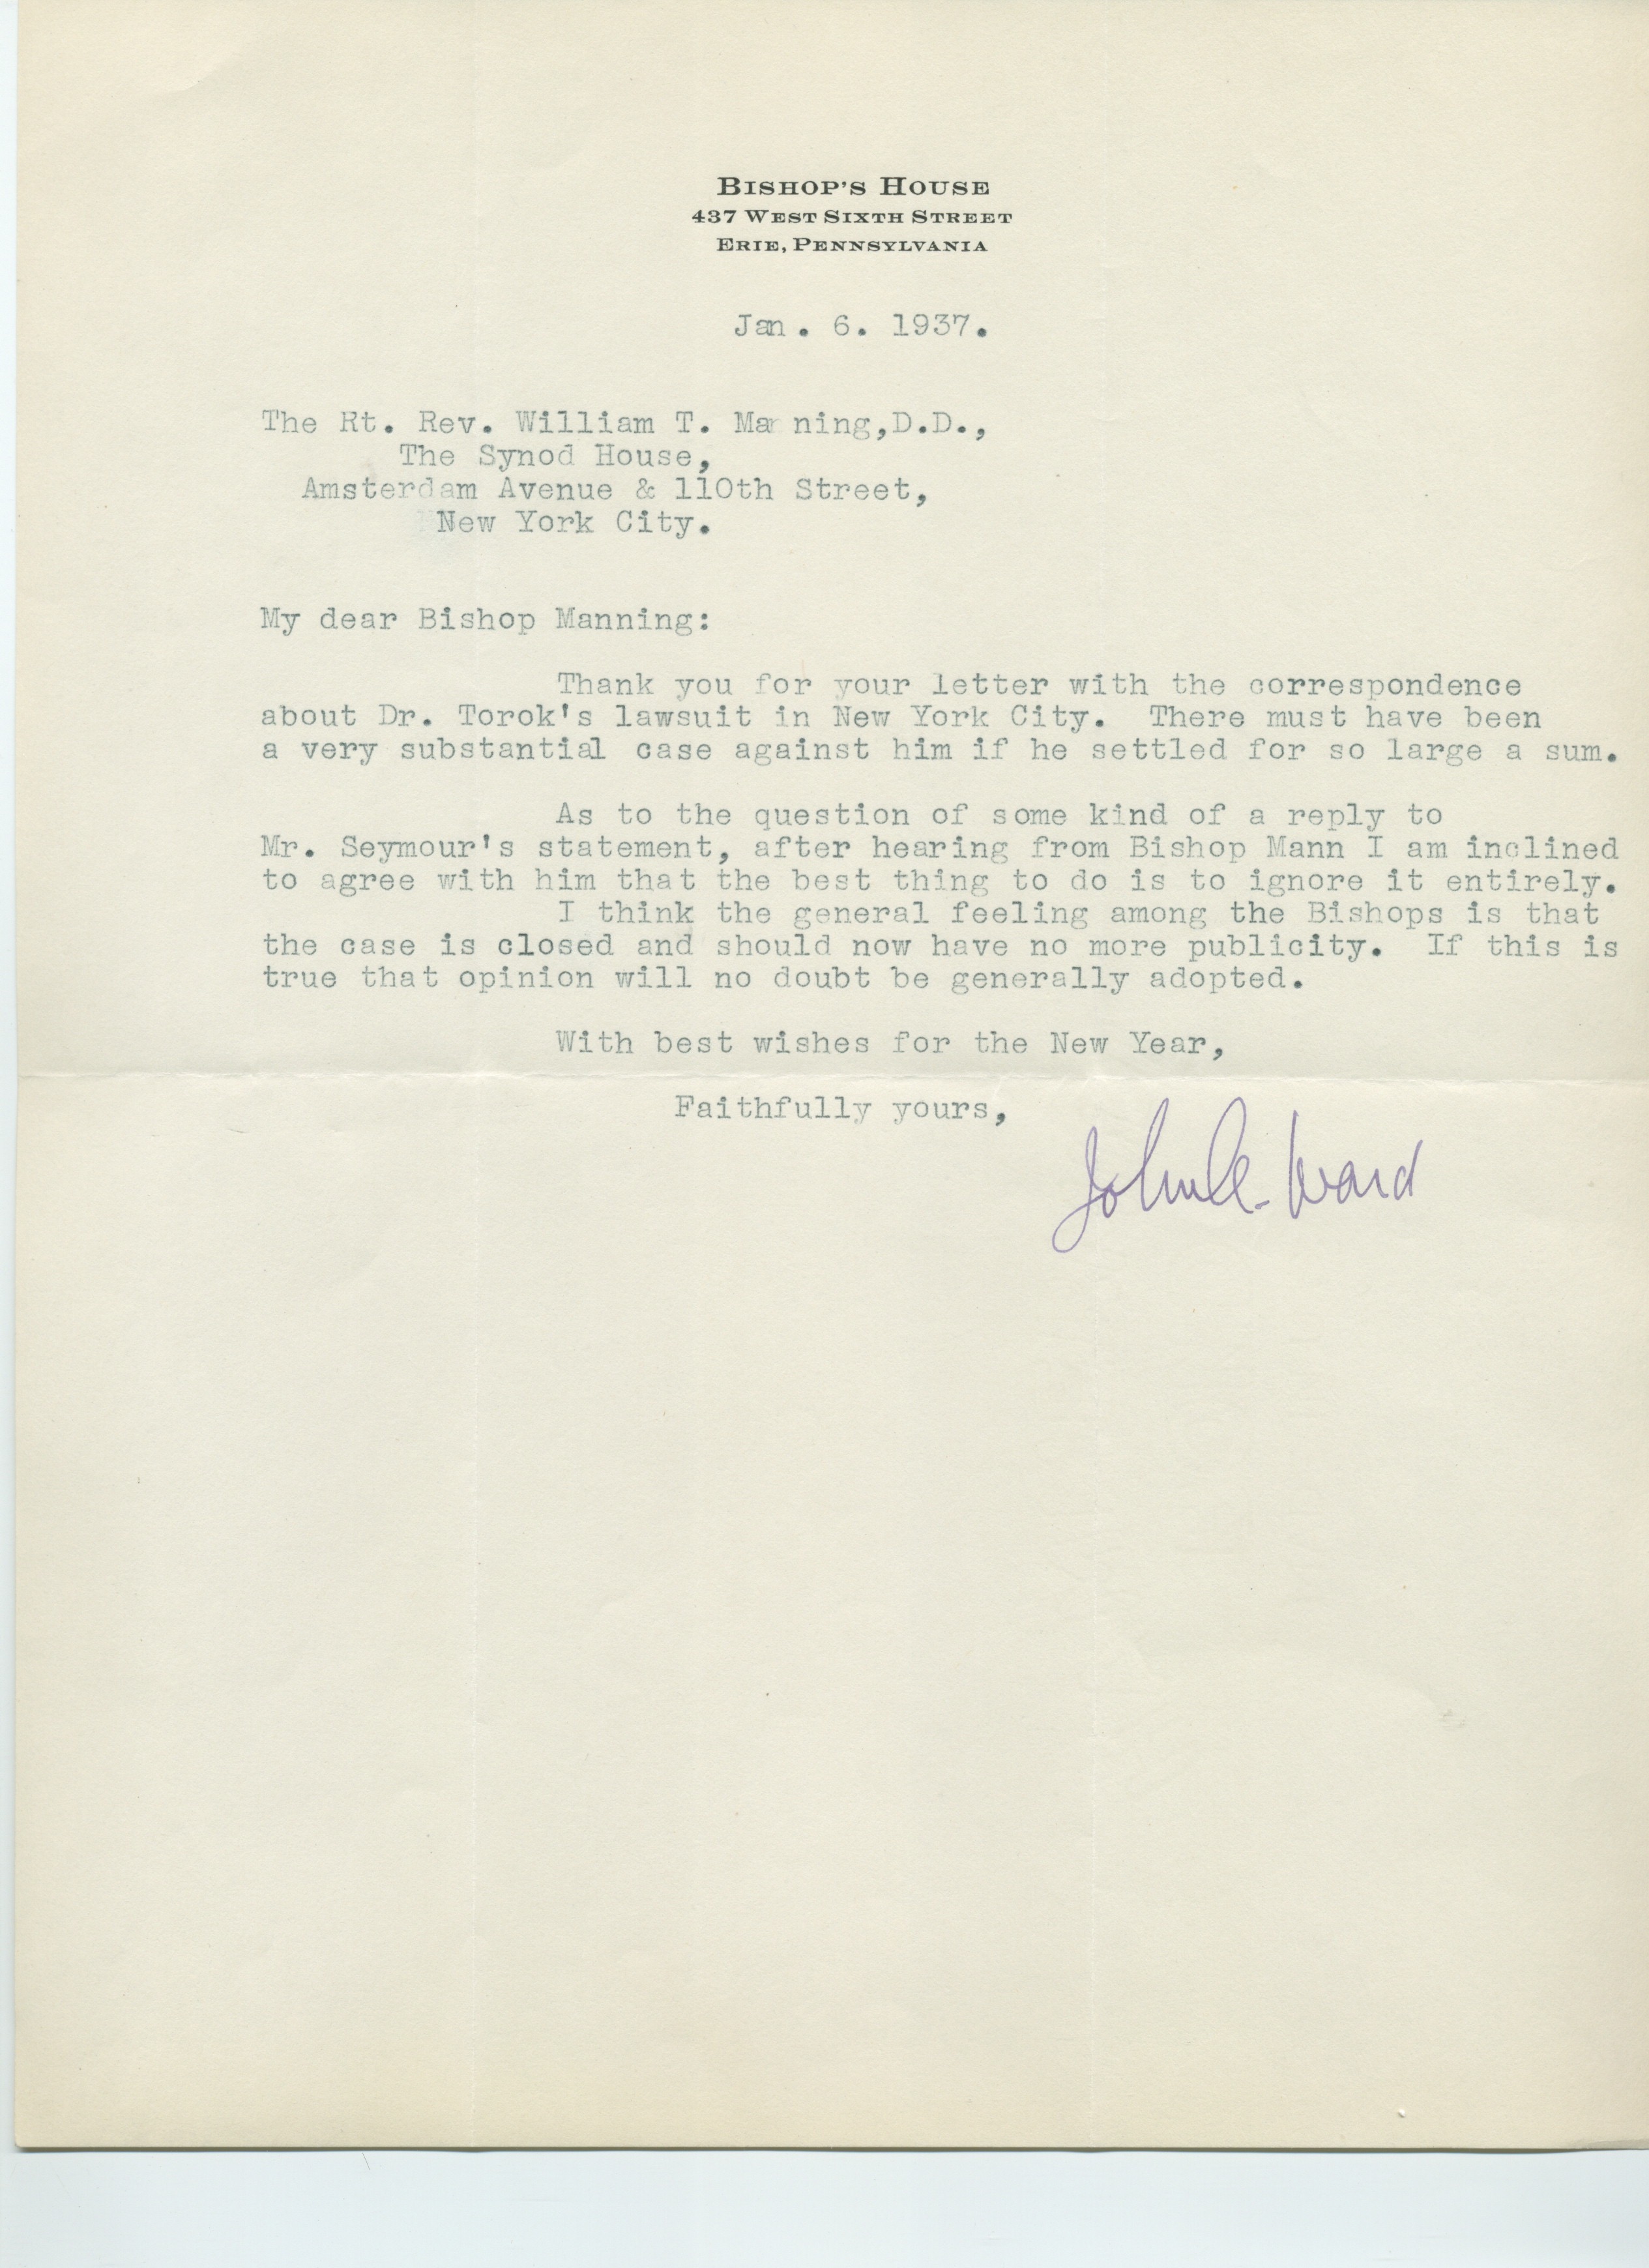 BISHOP'S HOUSE
437 WEST SIXTH STREET
ERIE, PENNSYLVANIA
Jan . 6. 1937.
The Rt. Rev. William T. Manning,D.D.,
The Synod House,
Amsterdam Avenue & 110th Street,
New York City.
My dear Bishop Manning:
Thank you for your letter with the correspondence
about Dr. Torok's lawsuit in New York City. There must have been
a very substantial case against him if he settled for so large a sum.
As to the question of some kind of a reply to
Mr. Seymour's statement, after hearing from Bishop Mann I am inclined
to agree with him that the best thing to do is to ignore it entirely.
I think the general feeling among the Bishops is that
the case is closed and should now have no more publicity. If this is
true that opinion will no doubt be generally adopted.
With best wishes for the New Year,
Faithfully yours,
John C. Ward